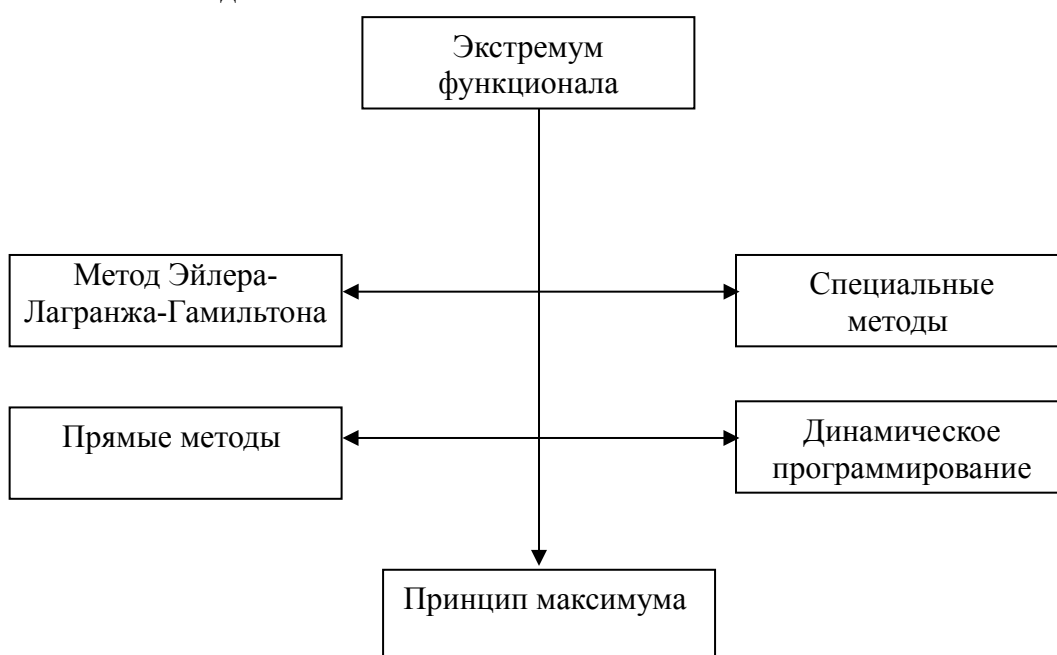 Экстремум
функционала
Метод Эйлера-
Лагранжа-Гамильтона
Специальные
методы
Прямые методы
Динамическое
программирование
Принцип максимума